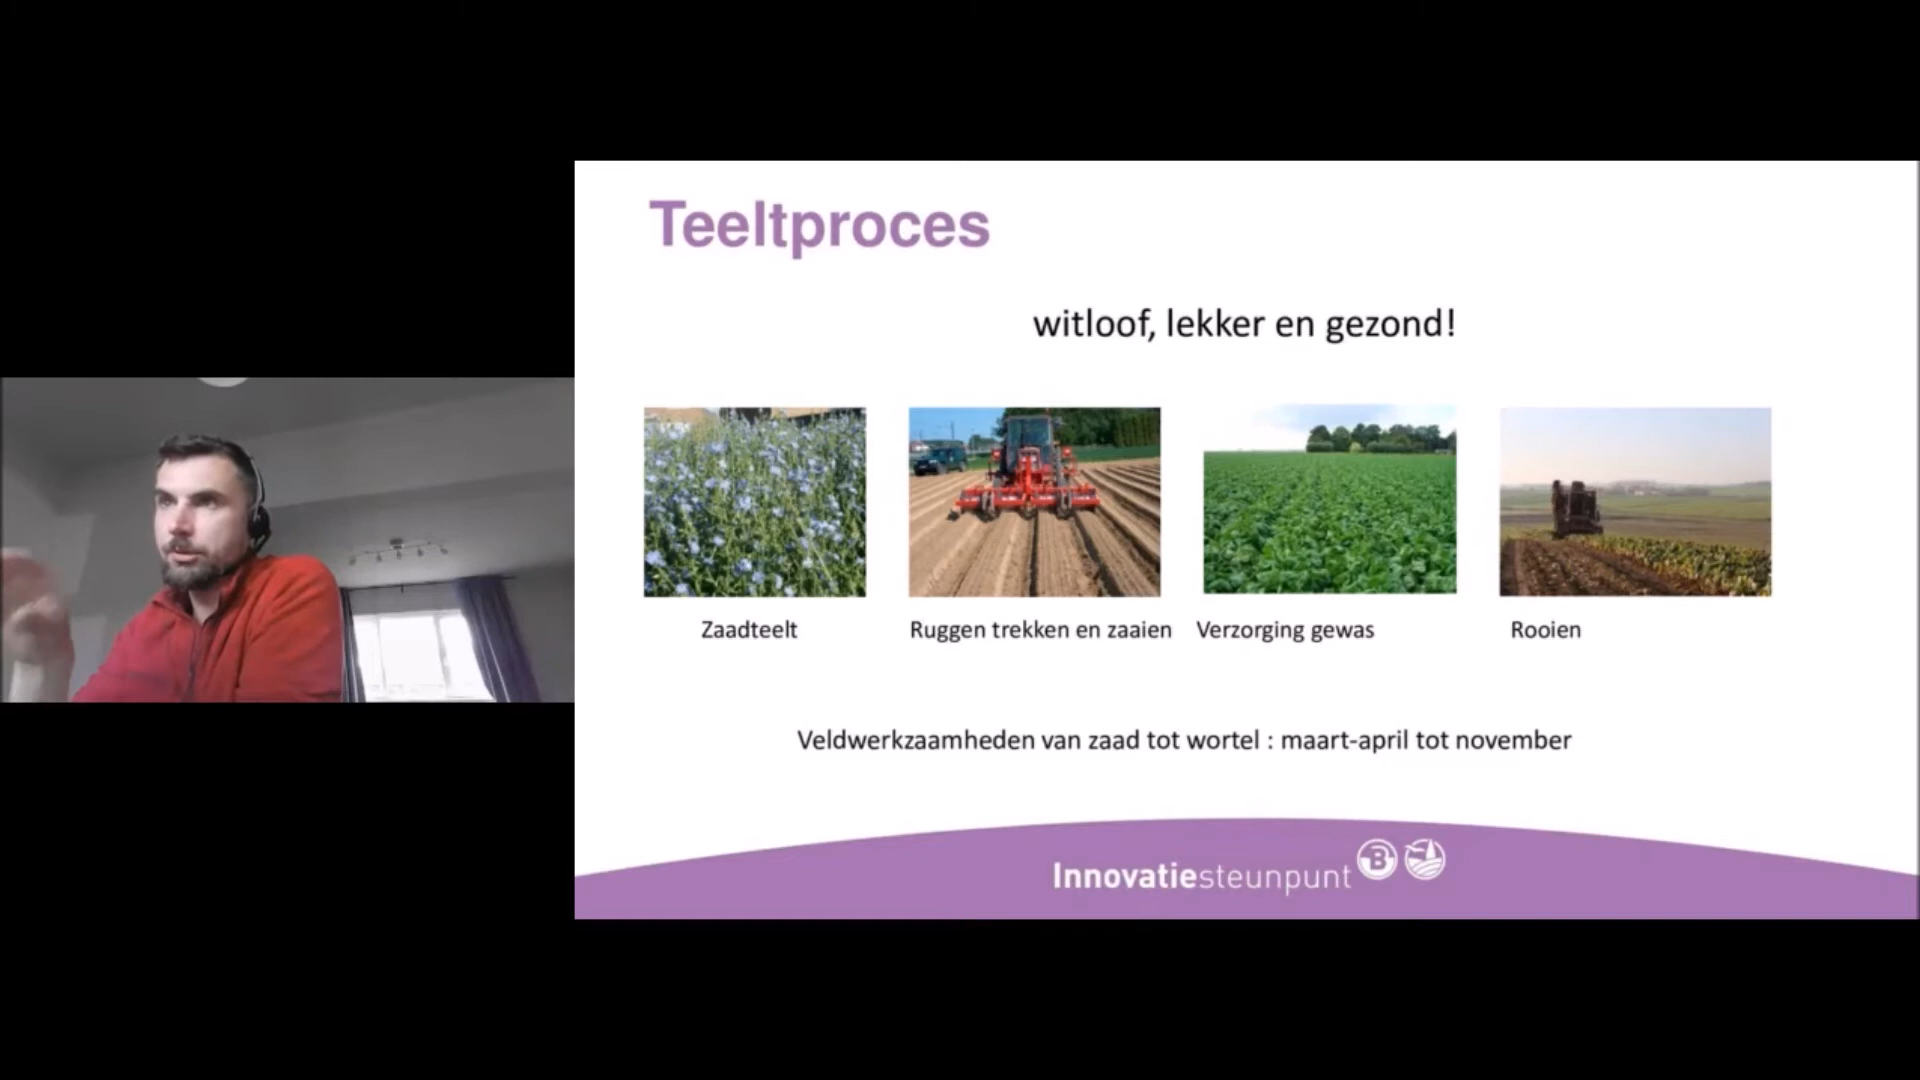 Teeltproces
witloof, lekker en gezond!
Zaadteelt
Ruggen trekken en zaaien
Verzorging gewas
Rooien
Veldwerkzaamheden van zaad tot wortel : maart-april tot november
Innovatiesteunpunt B